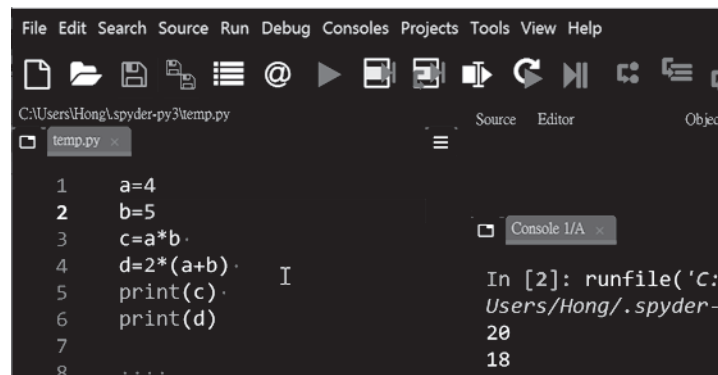 File Edit Search Source Run Debug Consoles Projects Tools View Help
C:\Users\Hong\.spyder-py3\temp.py
temp.py ×
1 a=4
2 b=5
3 c=a*b
4 d=2*(a+b)
5 print(c)
6 print(d)
7
8 ....
Source Editor
Console 1/A ×
In [2]: runfile('C:
Users/Hong/.spyder-
20
18